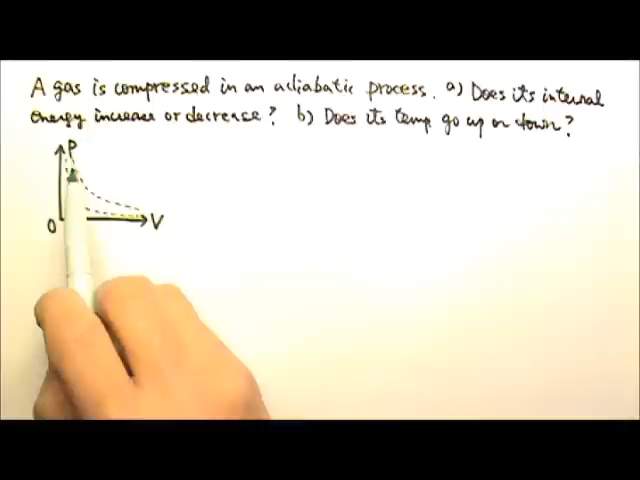 A gas is compressed in an adiabatic process. a) Does its internal
energy increase or decrease? b) Does its temp go up or down?
P
O V